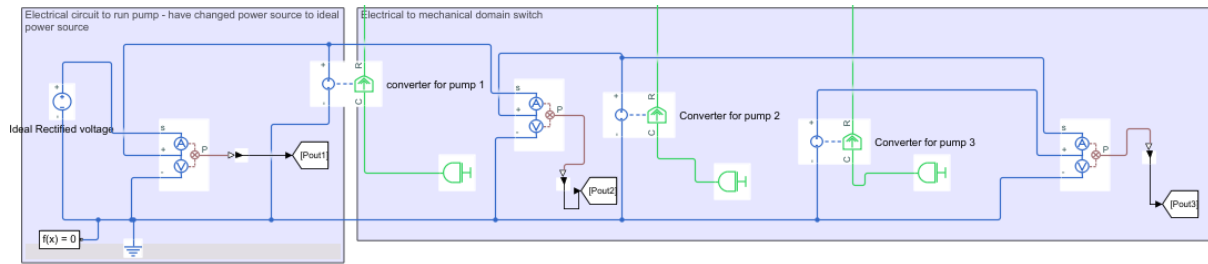 Electrical circuit to run pump - have changed power source to ideal
power source
Electrical to mechanical domain switch
+
-
Ideal Rectified voltage
s
+
-
A
V
P
[Pout1]
f(x) = 0
+
-
R
C
converter for pump 1
s
+
-
A
V
P
[Pout2]
+
-
R
C
Converter for pump 2
+
-
R
C
Converter for pump 3
s
+
-
A
V
P
[Pout3]